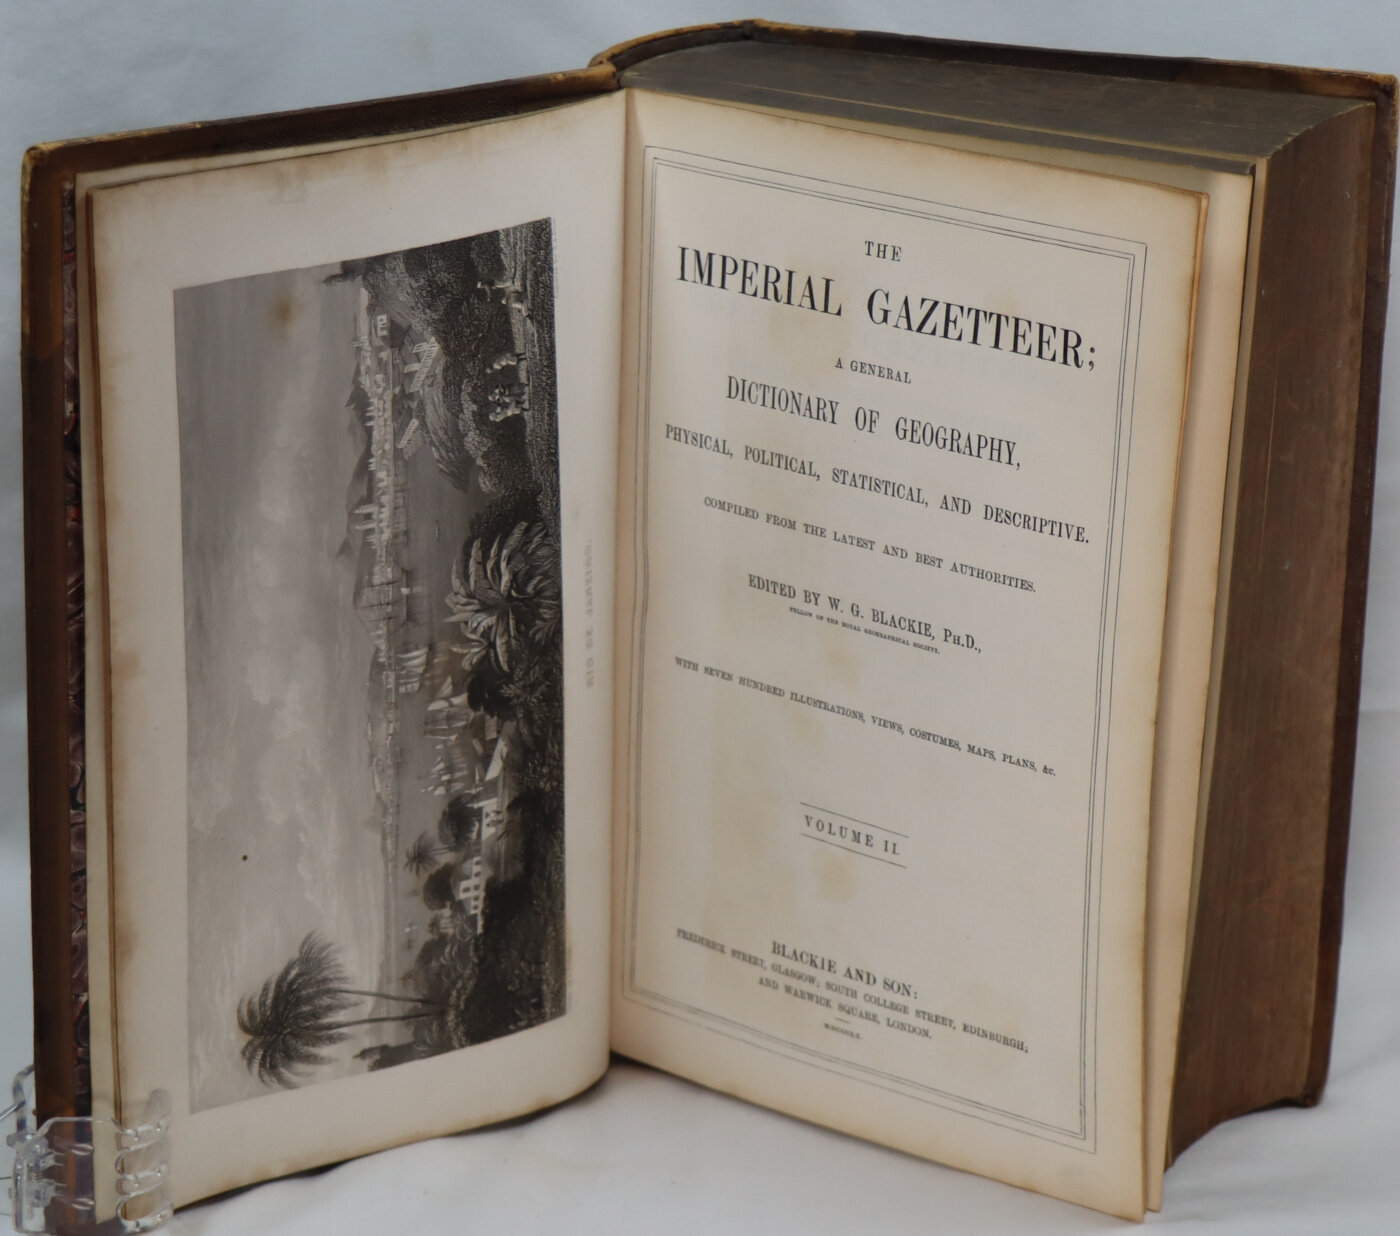 RIO DE JANEIRO.
THE
IMPERIAL GAZETTEER;
A GENERAL
DICTIONARY OF GEOGRAPHY,
PHYSICAL, POLITICAL, STATISTICAL, AND DESCRIPTIVE.
COMPILED FROM THE LATEST AND BEST AUTHORITIES.
EDITED BY W. G. BLACKIE, PH.D.,
FELLOW OF THE ROYAL GEOGRAPHICAL SOCIETY.
WITH SEVEN HUNDRED ILLUSTRATIONS, VIEWS, COSTUMES, MAPS, PLANS, &c.
VOLUME II.
BLACKIE AND SON:
FREDERICK STREET, GLASGOW; SOUTH COLLEGE STREET, EDINBURGH;
AND WARWICK SQUARE, LONDON.
MDCCCLX.